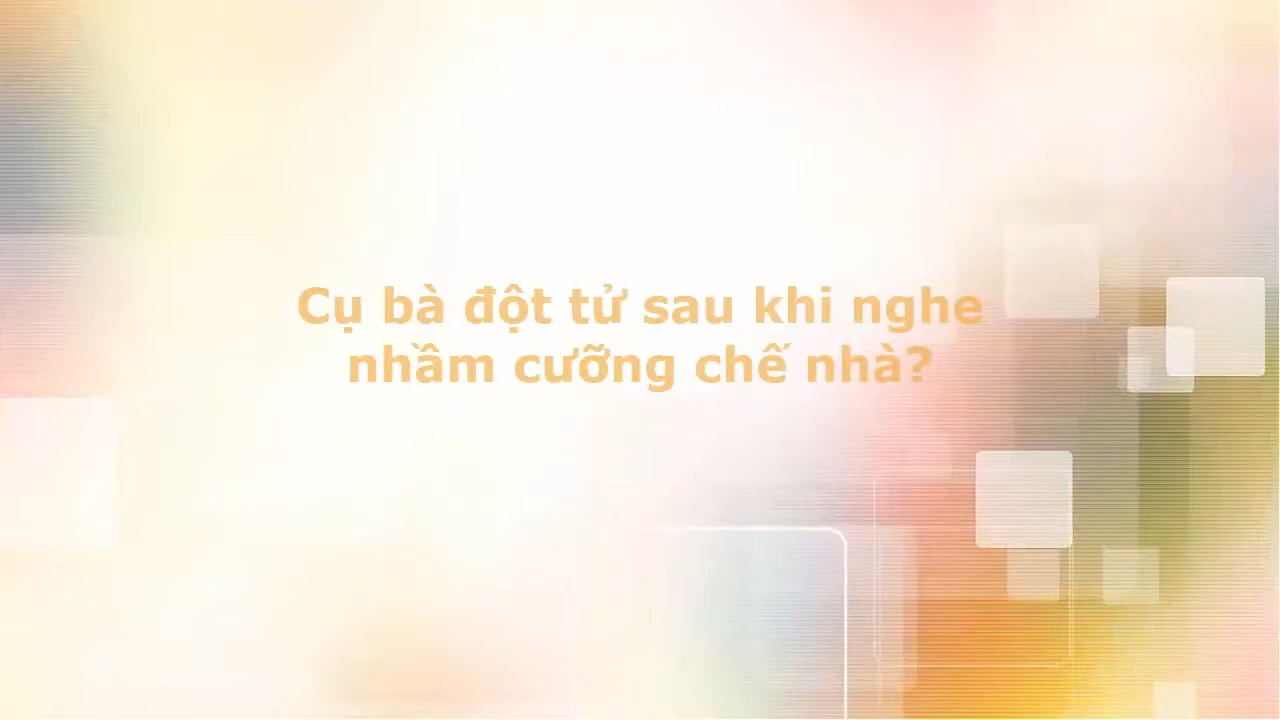 Cụ bà đột tử sau khi nghe
nhầm cưỡng chế nhà?